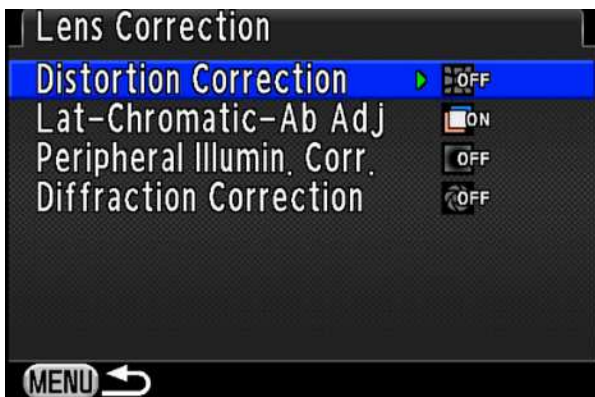 Lens Correction
Distortion Correction OFF
Lat-Chromatic-Ab Adj ON
Peripheral Illumin. Corr. OFF
Diffraction Correction OFF
MENU